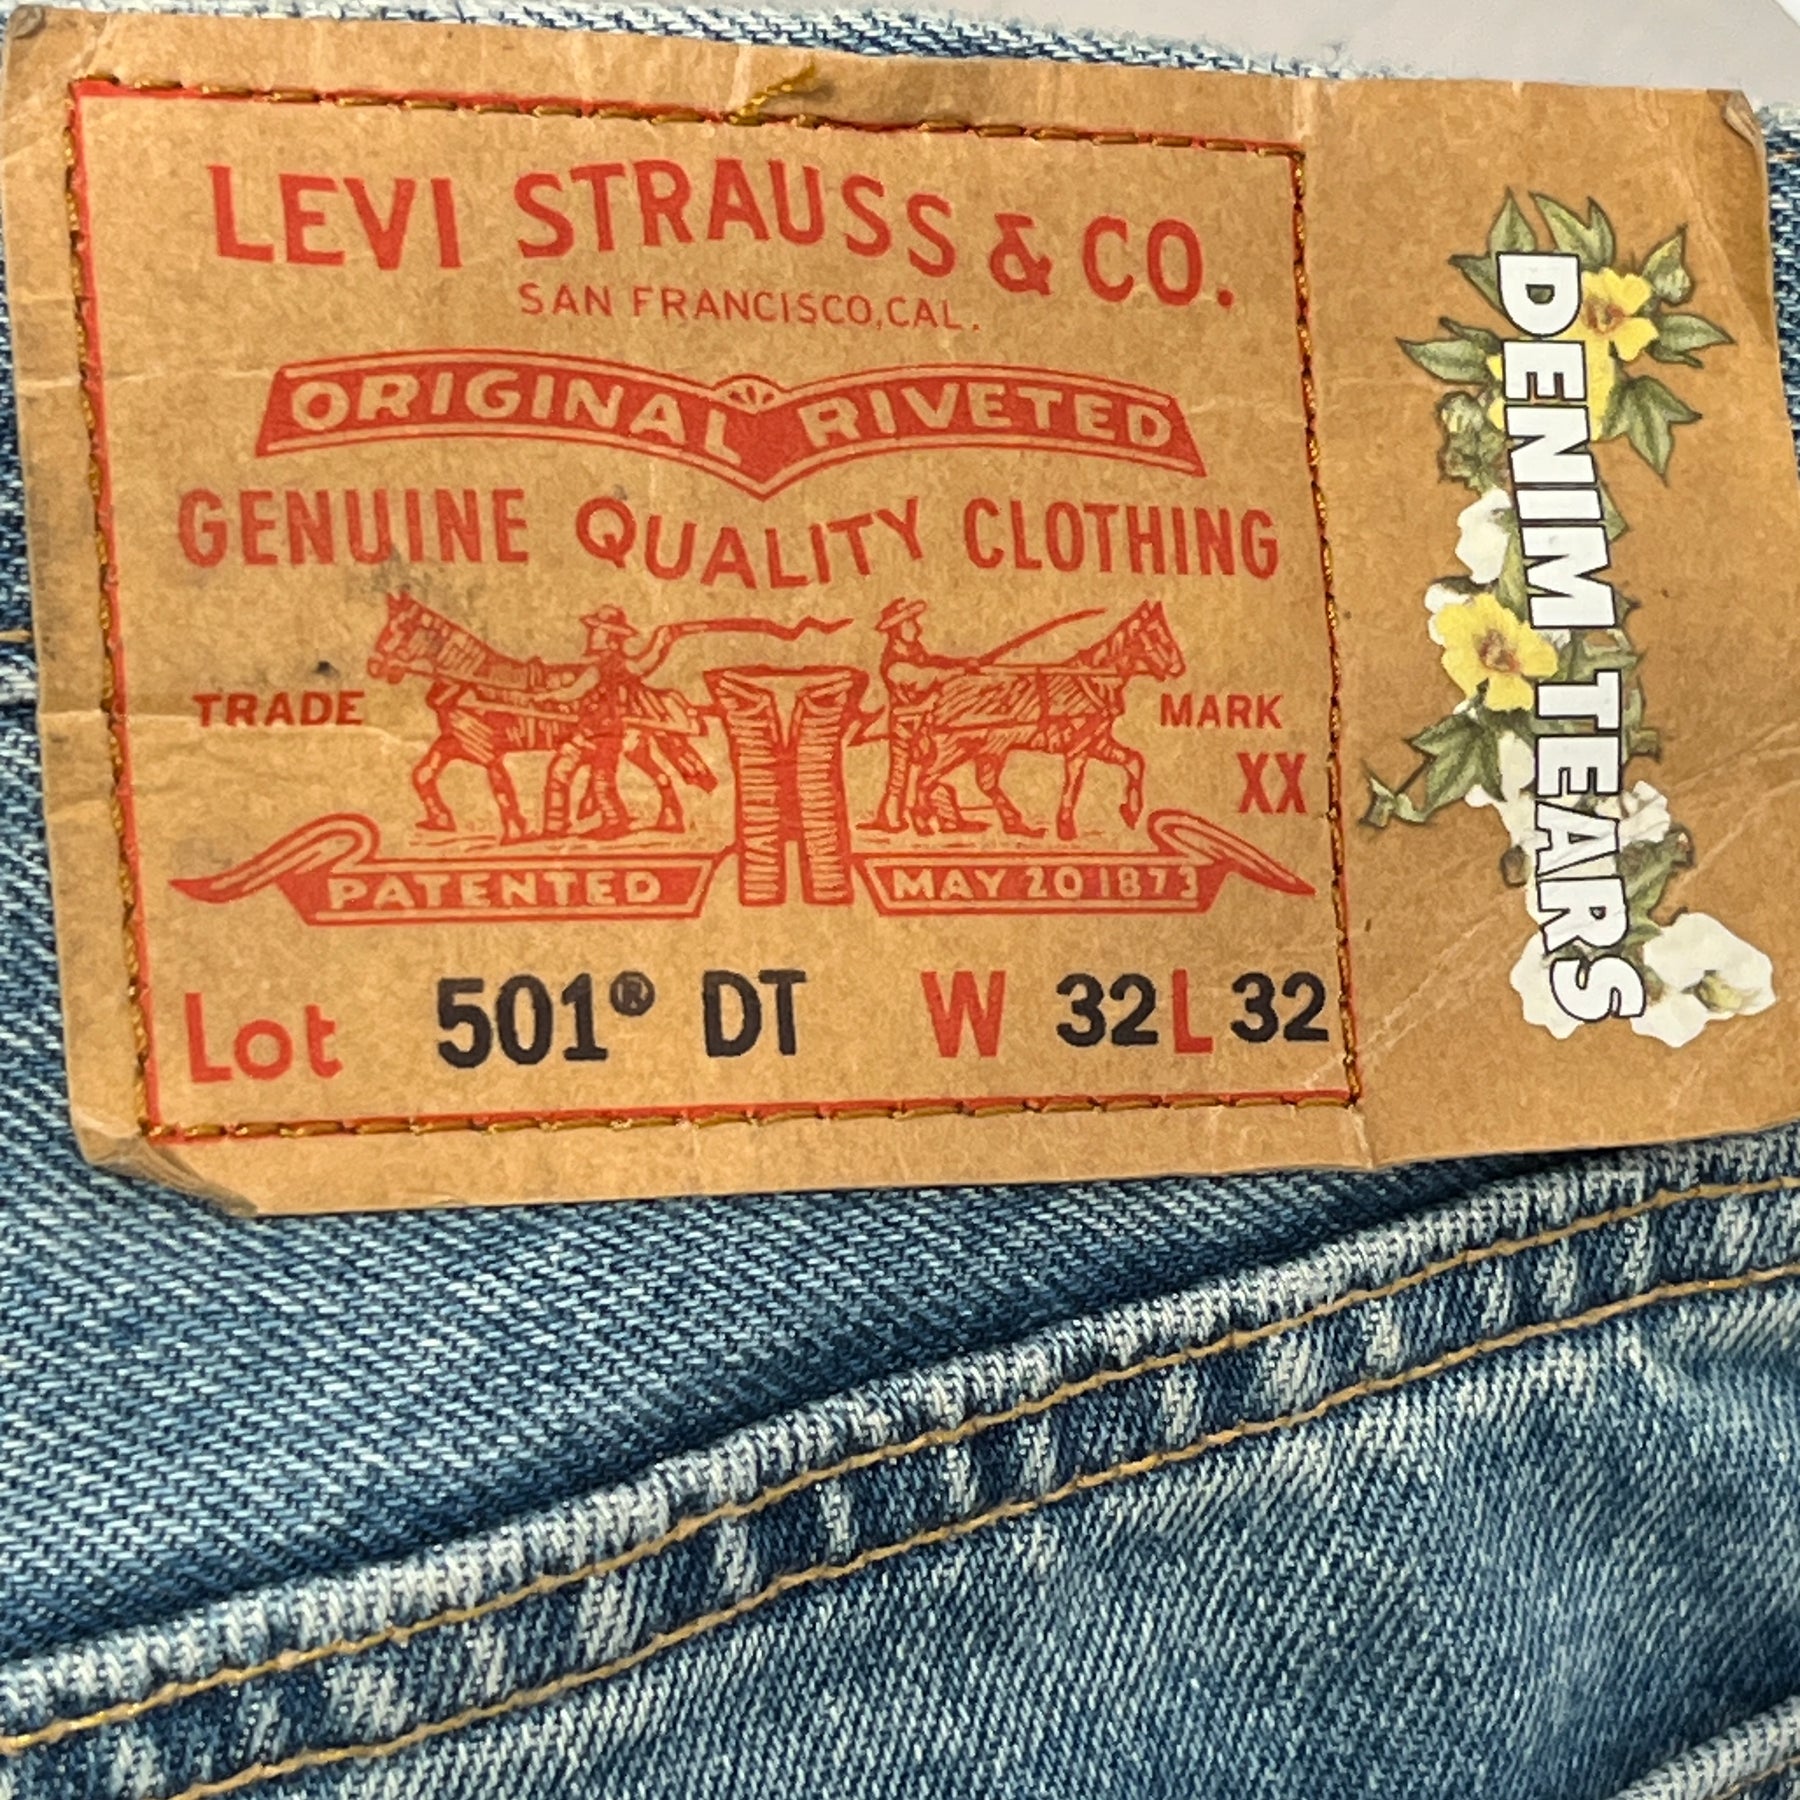 LEVI STRAUSS & CO.
SAN FRANCISCO, CAL.
ORIGINAL RIVETED
GENUINE QUALITY CLOTHING
TRADE MARK
XX
PATENTED MAY 20 1873
Lot 501® DT W 32 L 32
DENIM TEARS